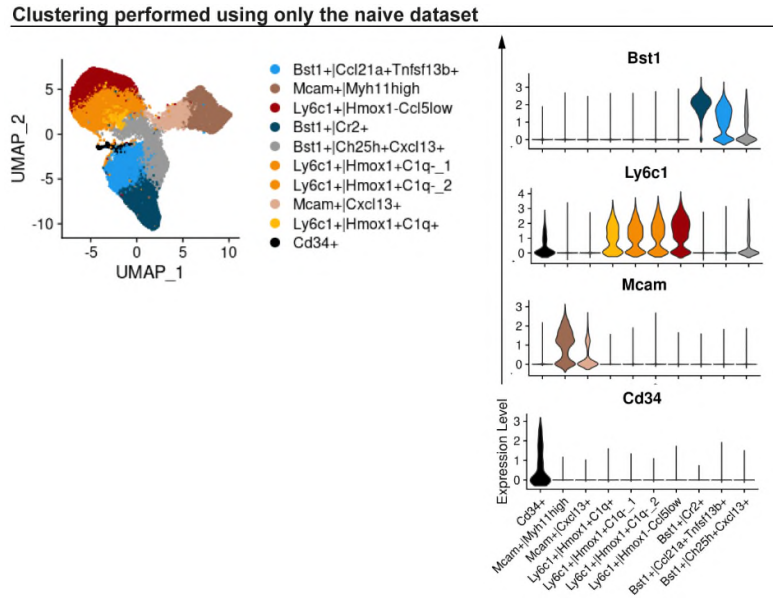 Clustering performed using only the naive dataset
UMAP_2
5
0
-5
-10
-5
0
5
10
UMAP_1
Bst1+|Ccl21a+Tnfsf13b+
Mcam+|Myh11high
Ly6c1+|Hmox1-Ccl5low
Bst1+|Cr2+
Bst1+|Ch25h+Cxcl13+
Ly6c1+|Hmox1+C1q-_1
Ly6c1+|Hmox1+C1q-_2
Mcam+|Cxcl13+
Ly6c1+|Hmox1+C1q+
Cd34+
Bst1
3
2
1
0
Ly6c1
4
3
2
1
0
Mcam
3
2
1
0
Cd34
3
2
1
0
Expression Level
Cd34+
Mcam+|Myh11high
Mcam+|Cxcl13+
Ly6c1+|Hmox1+C1q+
Ly6c1+|Hmox1+C1q-_1
Ly6c1+|Hmox1+C1q-_2
Ly6c1+|Hmox1-Ccl5low
Bst1+|Cr2+
Bst1+|Ccl21a+Tnfsf13b+
Bst1+|Ch25h+Cxcl13+